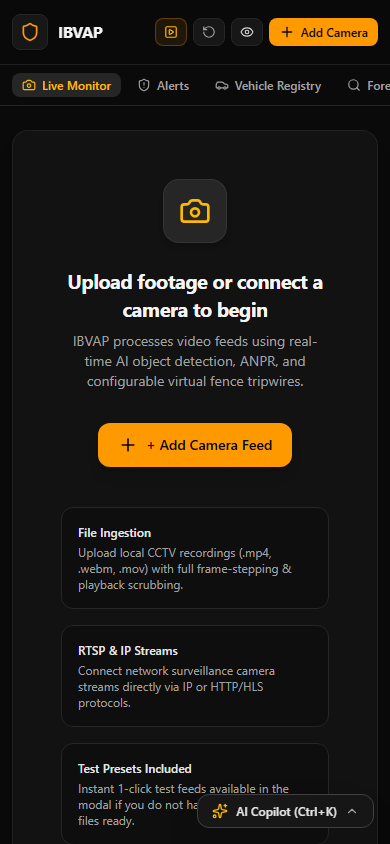 IBVAP
Add Camera
Live Monitor
Alerts
Vehicle Registry
Fore
Upload footage or connect a
camera to begin
IBVAP processes video feeds using real-
time AI object detection, ANPR, and
configurable virtual fence tripwires.
+ Add Camera Feed
File Ingestion
Upload local CCTV recordings (.mp4,
.webm, .mov) with full frame-stepping &
playback scrubbing.
RTSP & IP Streams
Connect network surveillance camera
streams directly via IP or HTTP/HLS
protocols.
Test Presets Included
Instant 1-click test feeds available in the
modal if you do not ha
files ready.
AI Copilot (Ctrl+K)